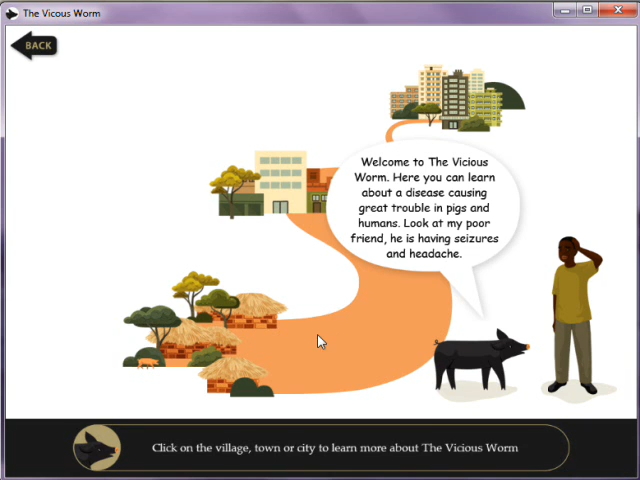 The Vicous Worm
BACK
Welcome to The Vicious
Worm. Here you can learn
about a disease causing
great trouble in pigs and
humans. Look at my poor
friend, he is having seizures
and headache.
Click on the village, town or city to learn more about The Vicious Worm